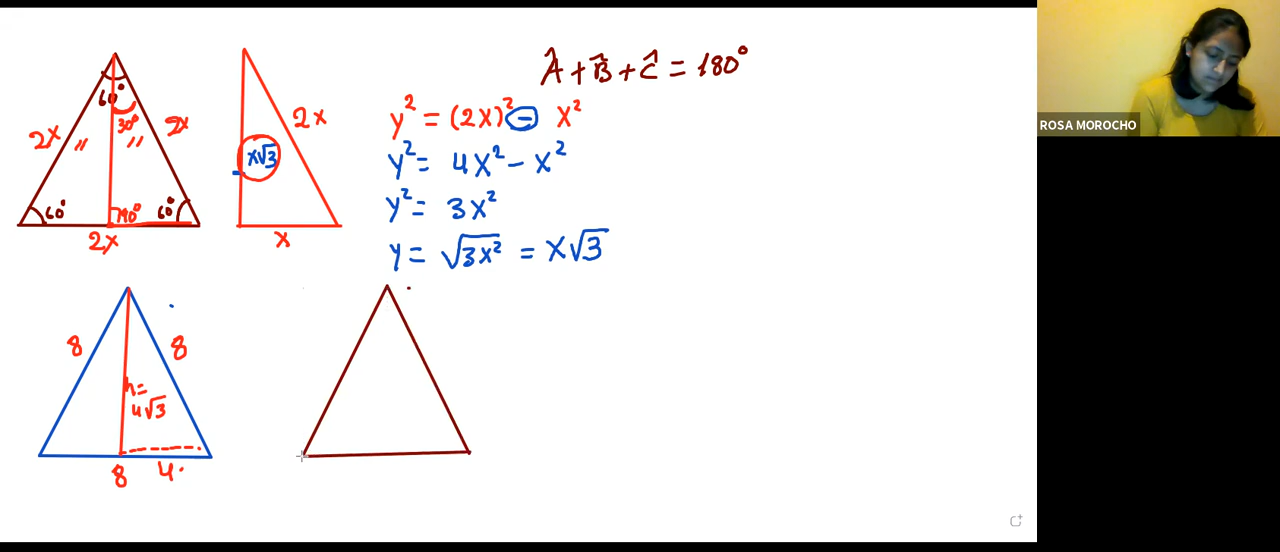 Â + B̂ + Ĉ = 180°
60°
30°
2x
2x
60°
90°
60°
2x
2x
x√3
x
y² = (2x)² - x²
y² = 4x² - x²
y² = 3x²
y = √3x² = x√3
ROSA MOROCHO
8
8
h=
4√3
8
4